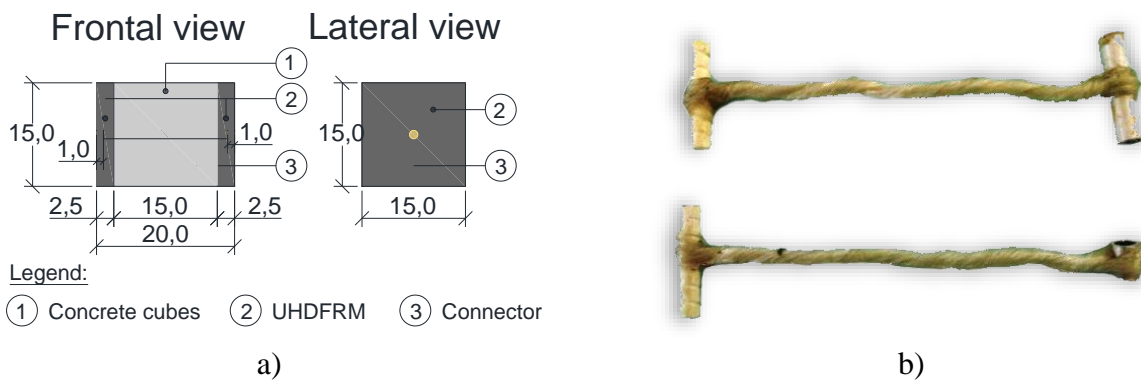 Frontal view
Lateral view
1
2
15,0
1,0
1,0
3
2,5
15,0
2,5
20,0
15,0
2
3
15,0
Legend:
1 Concrete cubes 2 UHDFRM 3 Connector
a)
b)